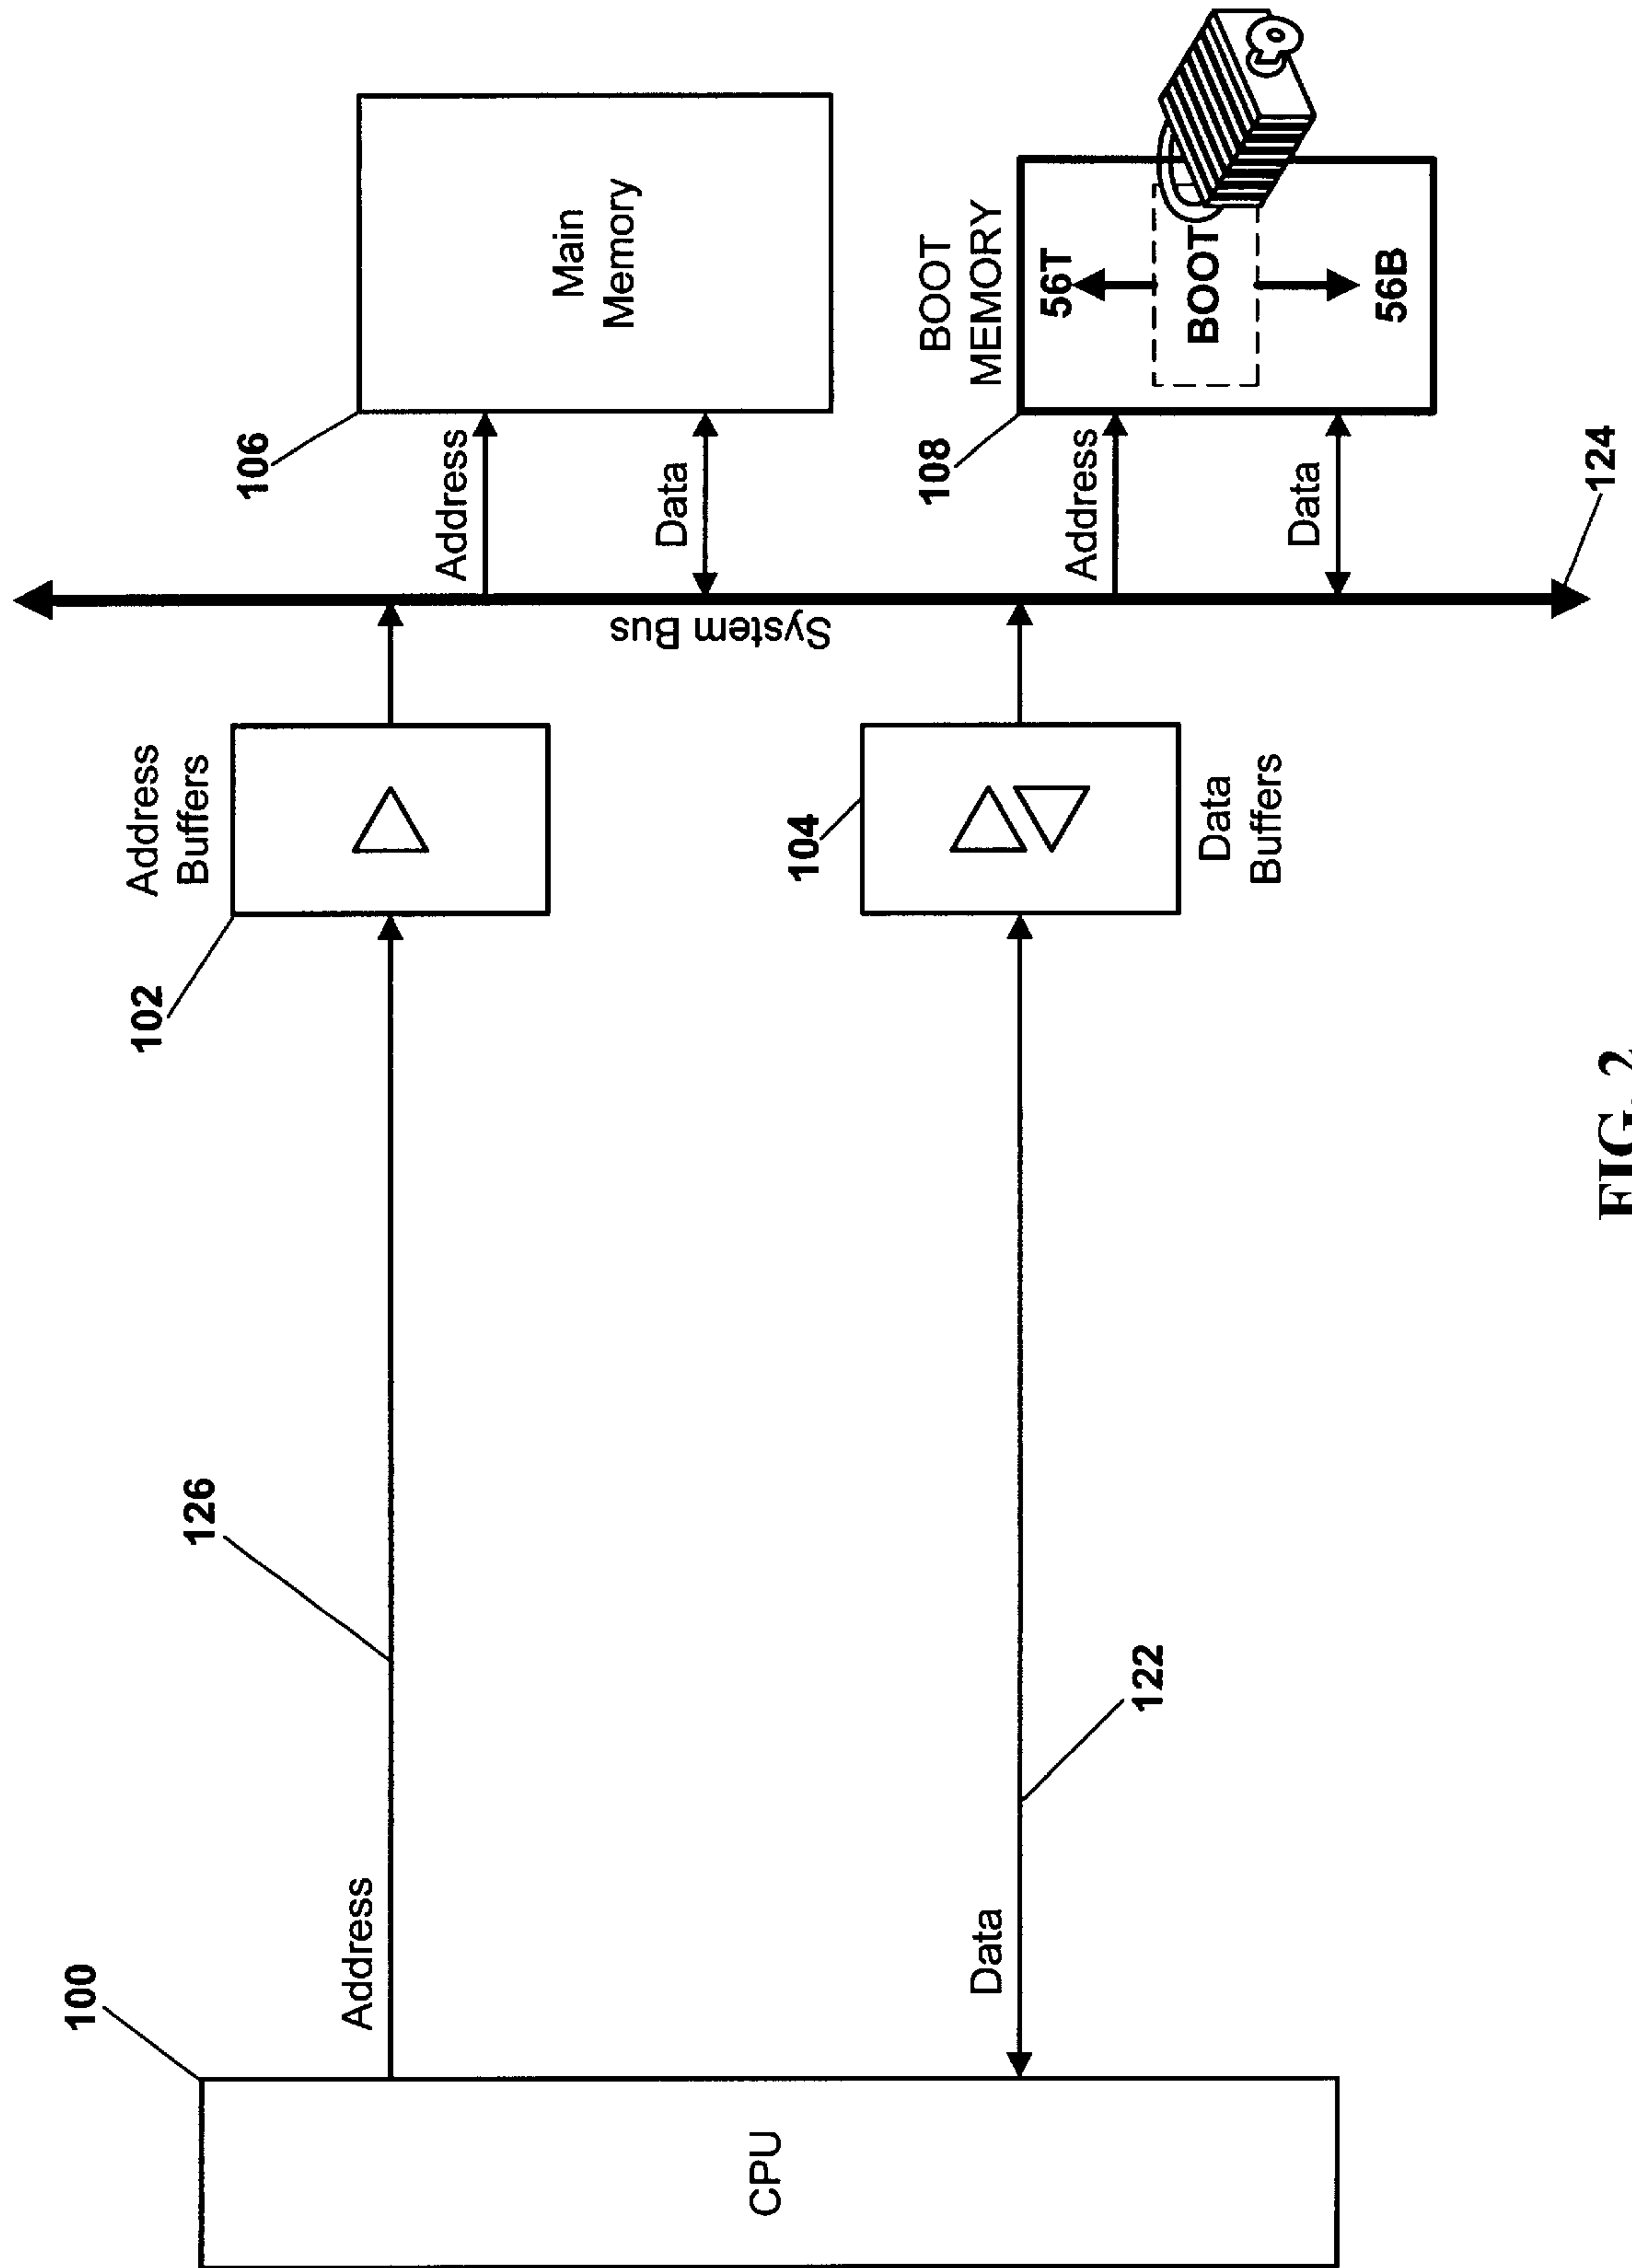 100
CPU
Address
126
Data
122
102
Address
Buffers
104
Data
Buffers
System Bus
106
Address
Data
Main
Memory
108
Address
Data
BOOT
MEMORY
56T
BOOT
56B
124
FIG. 2